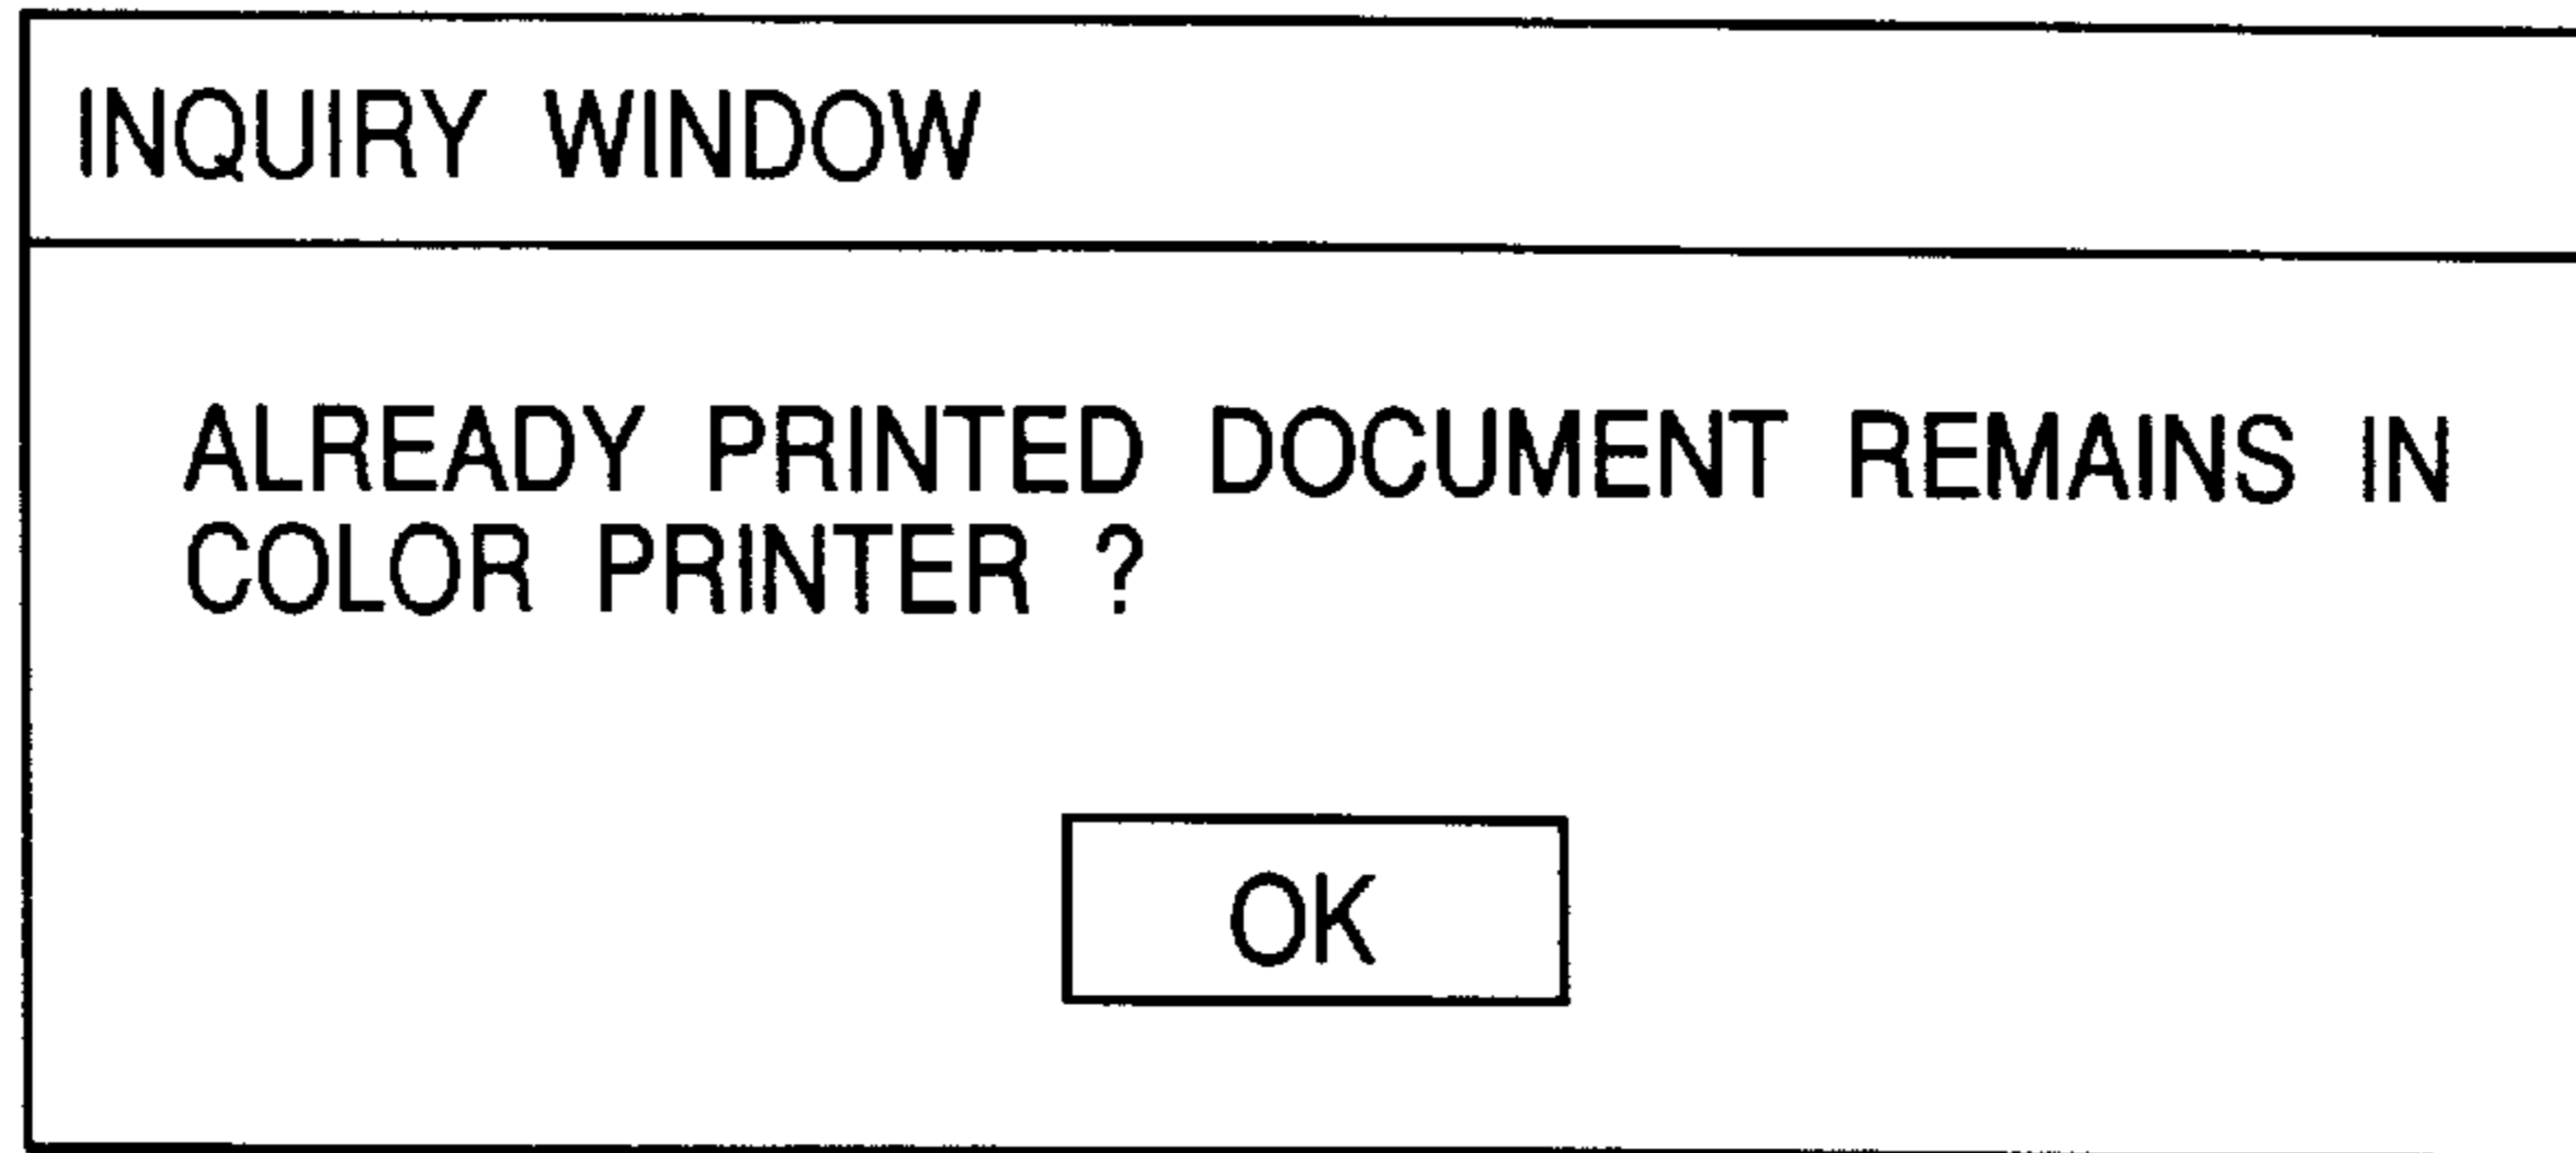 INQUIRY WINDOW
ALREADY PRINTED DOCUMENT REMAINS IN
COLOR PRINTER ?
OK